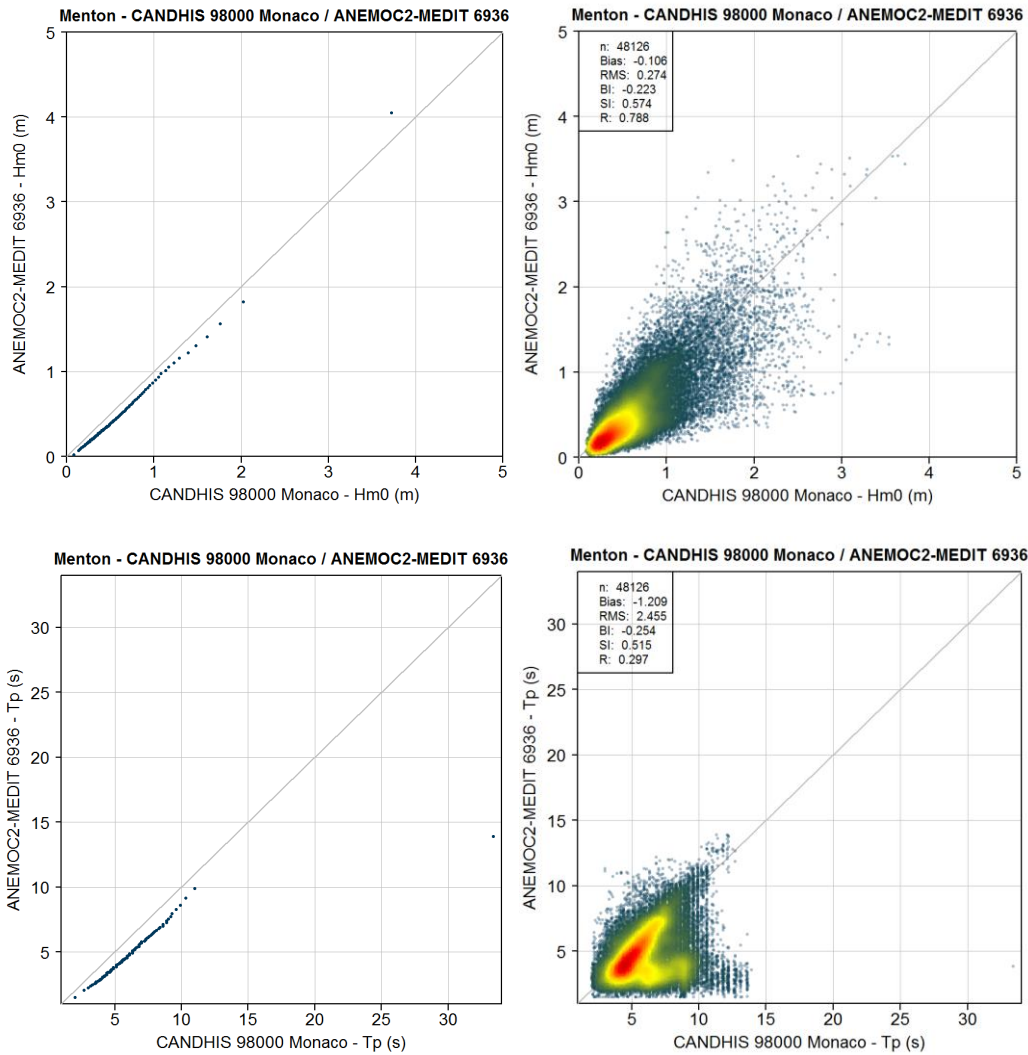 Menton - CANDHIS 98000 Monaco / ANEMOC2-MEDIT 6936
5
4
3
2
1
0
0
1
2
3
4
5
ANEMOC2-MEDIT 6936 - Hm0 (m)
CANDHIS 98000 Monaco - Hm0 (m)
Menton - CANDHIS 98000 Monaco / ANEMOC2-MEDIT 6936
n: 48126
Bias: -0.106
RMS: 0.274
BI: -0.223
SI: 0.574
R: 0.788
5
4
3
2
1
0
0
1
2
3
4
5
ANEMOC2-MEDIT 6936 - Hm0 (m)
CANDHIS 98000 Monaco - Hm0 (m)
Menton - CANDHIS 98000 Monaco / ANEMOC2-MEDIT 6936
30
25
20
15
10
5
5
10
15
20
25
30
ANEMOC2-MEDIT 6936 - Tp (s)
CANDHIS 98000 Monaco - Tp (s)
Menton - CANDHIS 98000 Monaco / ANEMOC2-MEDIT 6936
n: 48126
Bias: -1.209
RMS: 2.455
BI: -0.254
SI: 0.515
R: 0.297
30
25
20
15
10
5
5
10
15
20
25
30
ANEMOC2-MEDIT 6936 - Tp (s)
CANDHIS 98000 Monaco - Tp (s)